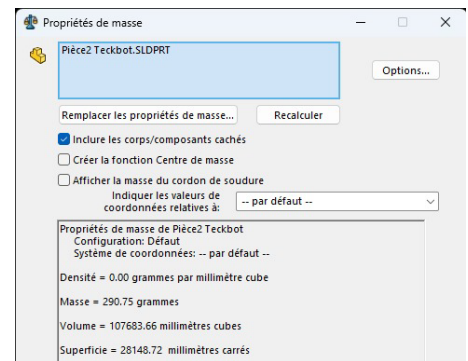 Propriétés de masse
Pièce2 Teckbot.SLDPRT
Options...
Remplacer les propriétés de masse...
Recalculer
Inclure les corps/composants cachés
Créer la fonction Centre de masse
Afficher la masse du cordon de soudure
Indiquer les valeurs de
coordonnées relatives à:
-- par défaut --
Propriétés de masse de Pièce2 Teckbot
Configuration: Défaut
Système de coordonnées: -- par défaut --
Densité = 0.00 grammes par millimètre cube
Masse = 290.75 grammes
Volume = 107683.66 millimètres cubes
Superficie = 28148.72 millimètres carrés